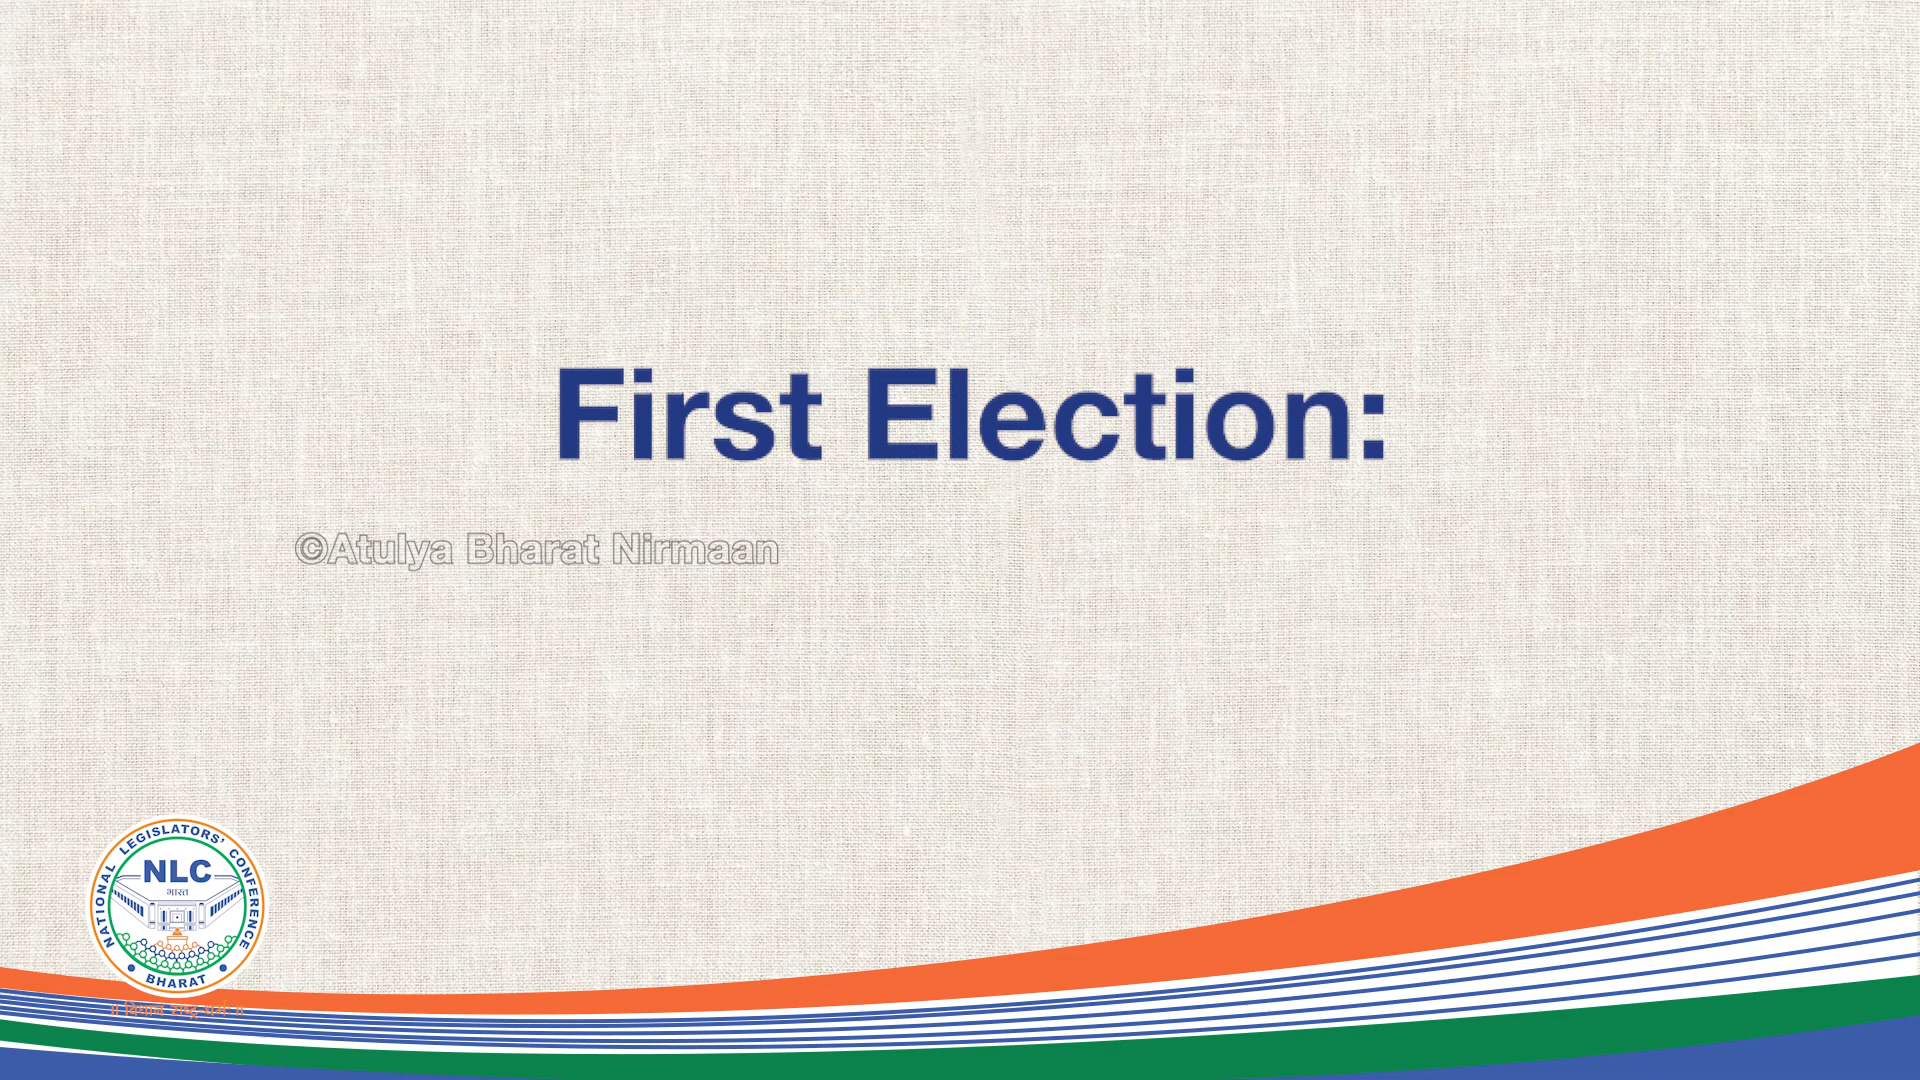 First Election:
©Atulya Bharat Nirmaan
NATIONAL LEGISLATORS' CONFERENCE
NLC
भारत
BHARAT